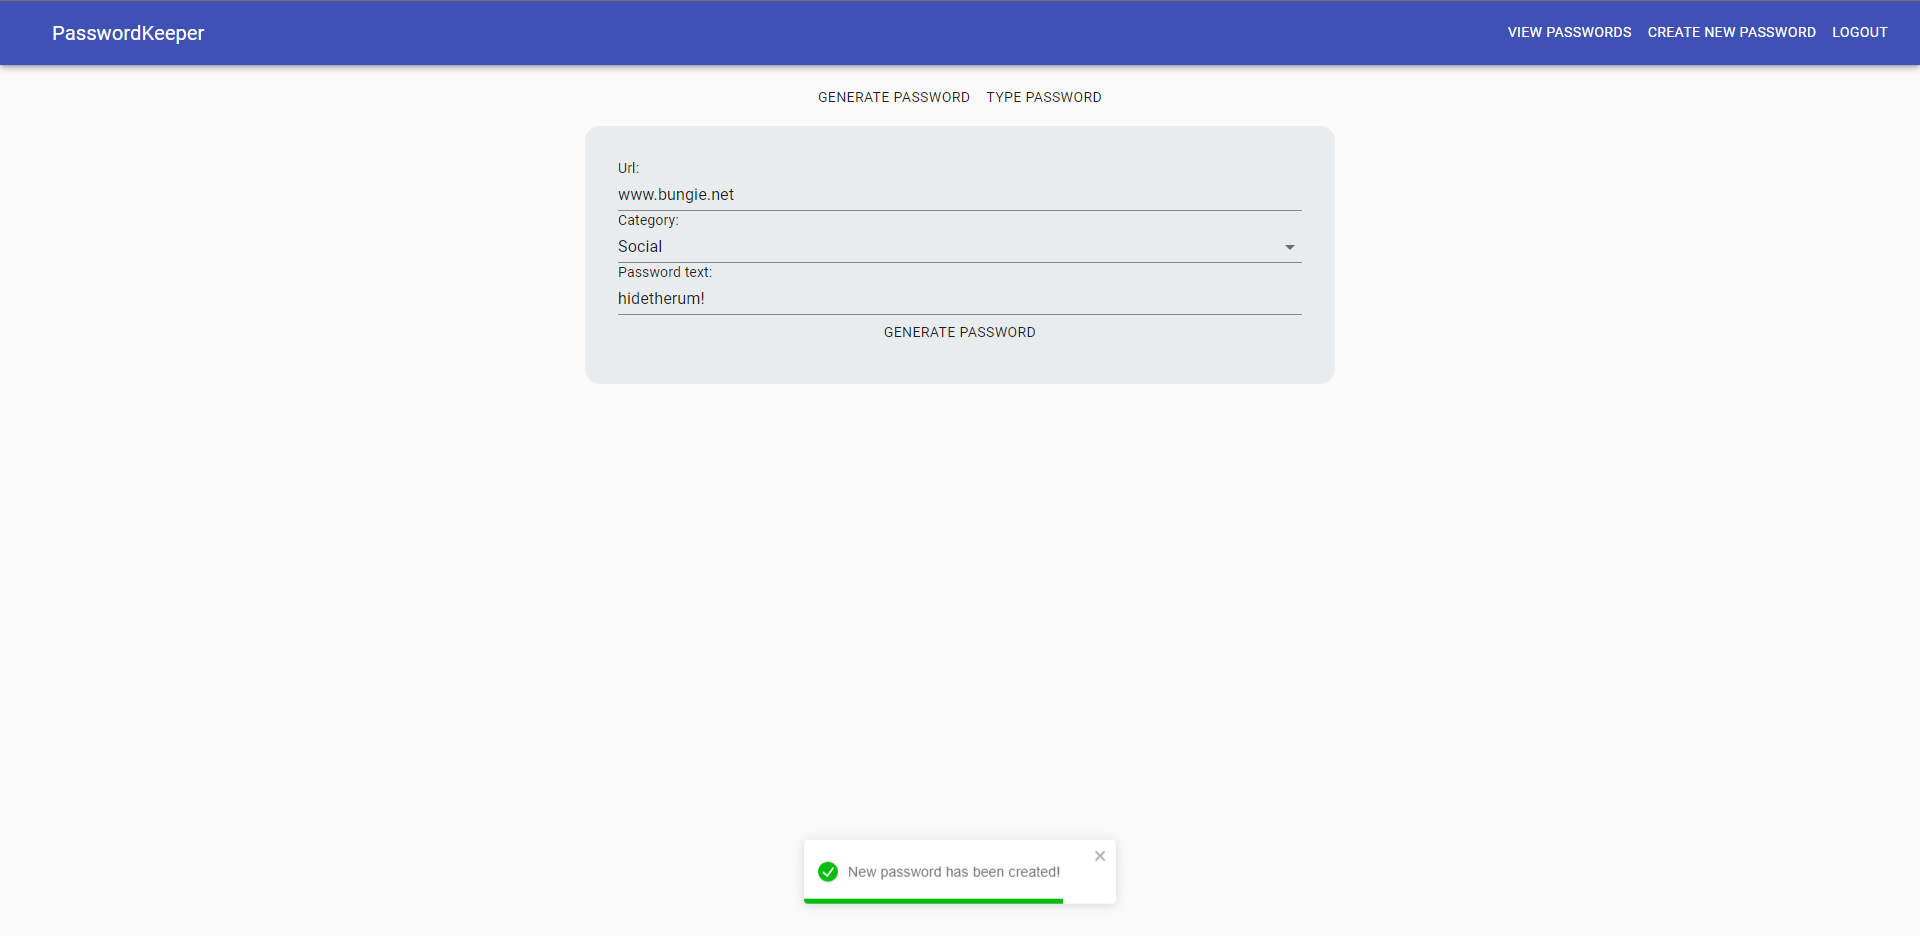 PasswordKeeper
VIEW PASSWORDS CREATE NEW PASSWORD LOGOUT
GENERATE PASSWORD TYPE PASSWORD
Url:
www.bungie.net
Category:
Social
Password text:
hidetherum!
GENERATE PASSWORD
New password has been created!